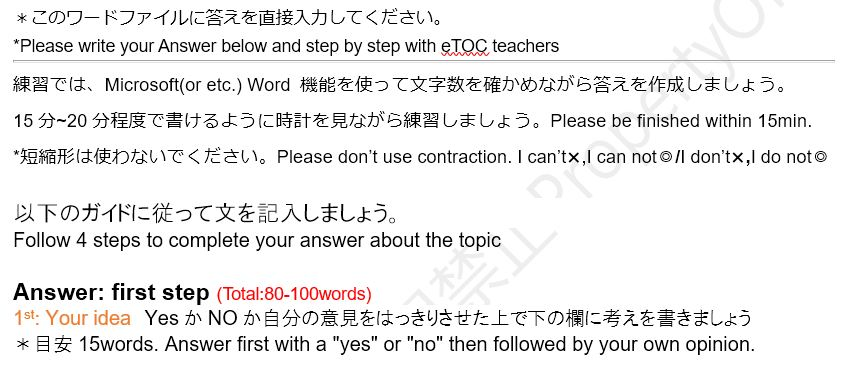 ＊このワードファイルに答えを直接入力してください。
*Please write your Answer below and step by step with eTOC teachers
練習では、Microsoft(or etc.) Word 機能を使って文字数を確かめながら答えを作成しましょう。
15 分~20 分程度で書けるように時計を見ながら練習しましょう。Please be finished within 15min.
*短縮形は使わないでください。Please don’t use contraction. I can’t×,I can not◎/I don’t×,I do not◎
以下のガイドに従って文を記入しましょう。
Follow 4 steps to complete your answer about the topic
Answer: first step (Total:80-100words)
1st: Your idea Yes か NO か自分の意見をはっきりさせた上で下の欄に考えを書きましょう
＊目安 15words. Answer first with a "yes" or "no" then followed by your own opinion.
禁止 Property